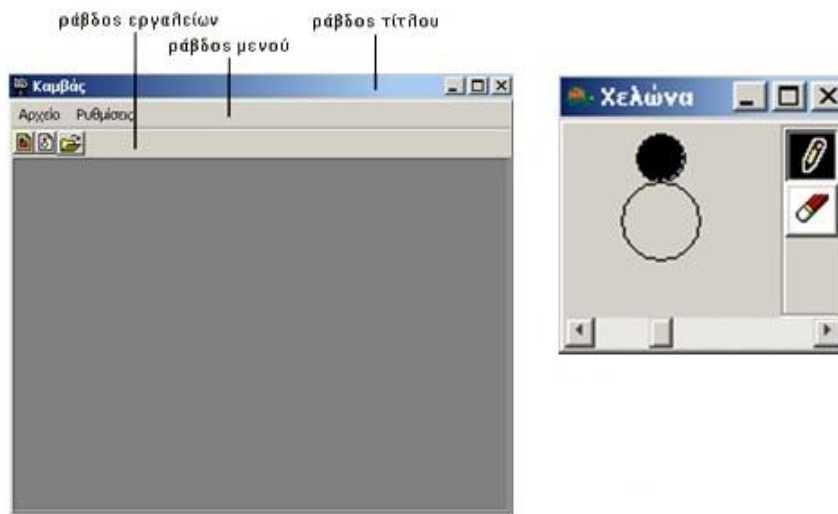 ράβδος εργαλείων
ράβδος τίτλου
ράβδος μενού
Καμβάς
Χελώνα
Αρχείο Ρυθμίσεις